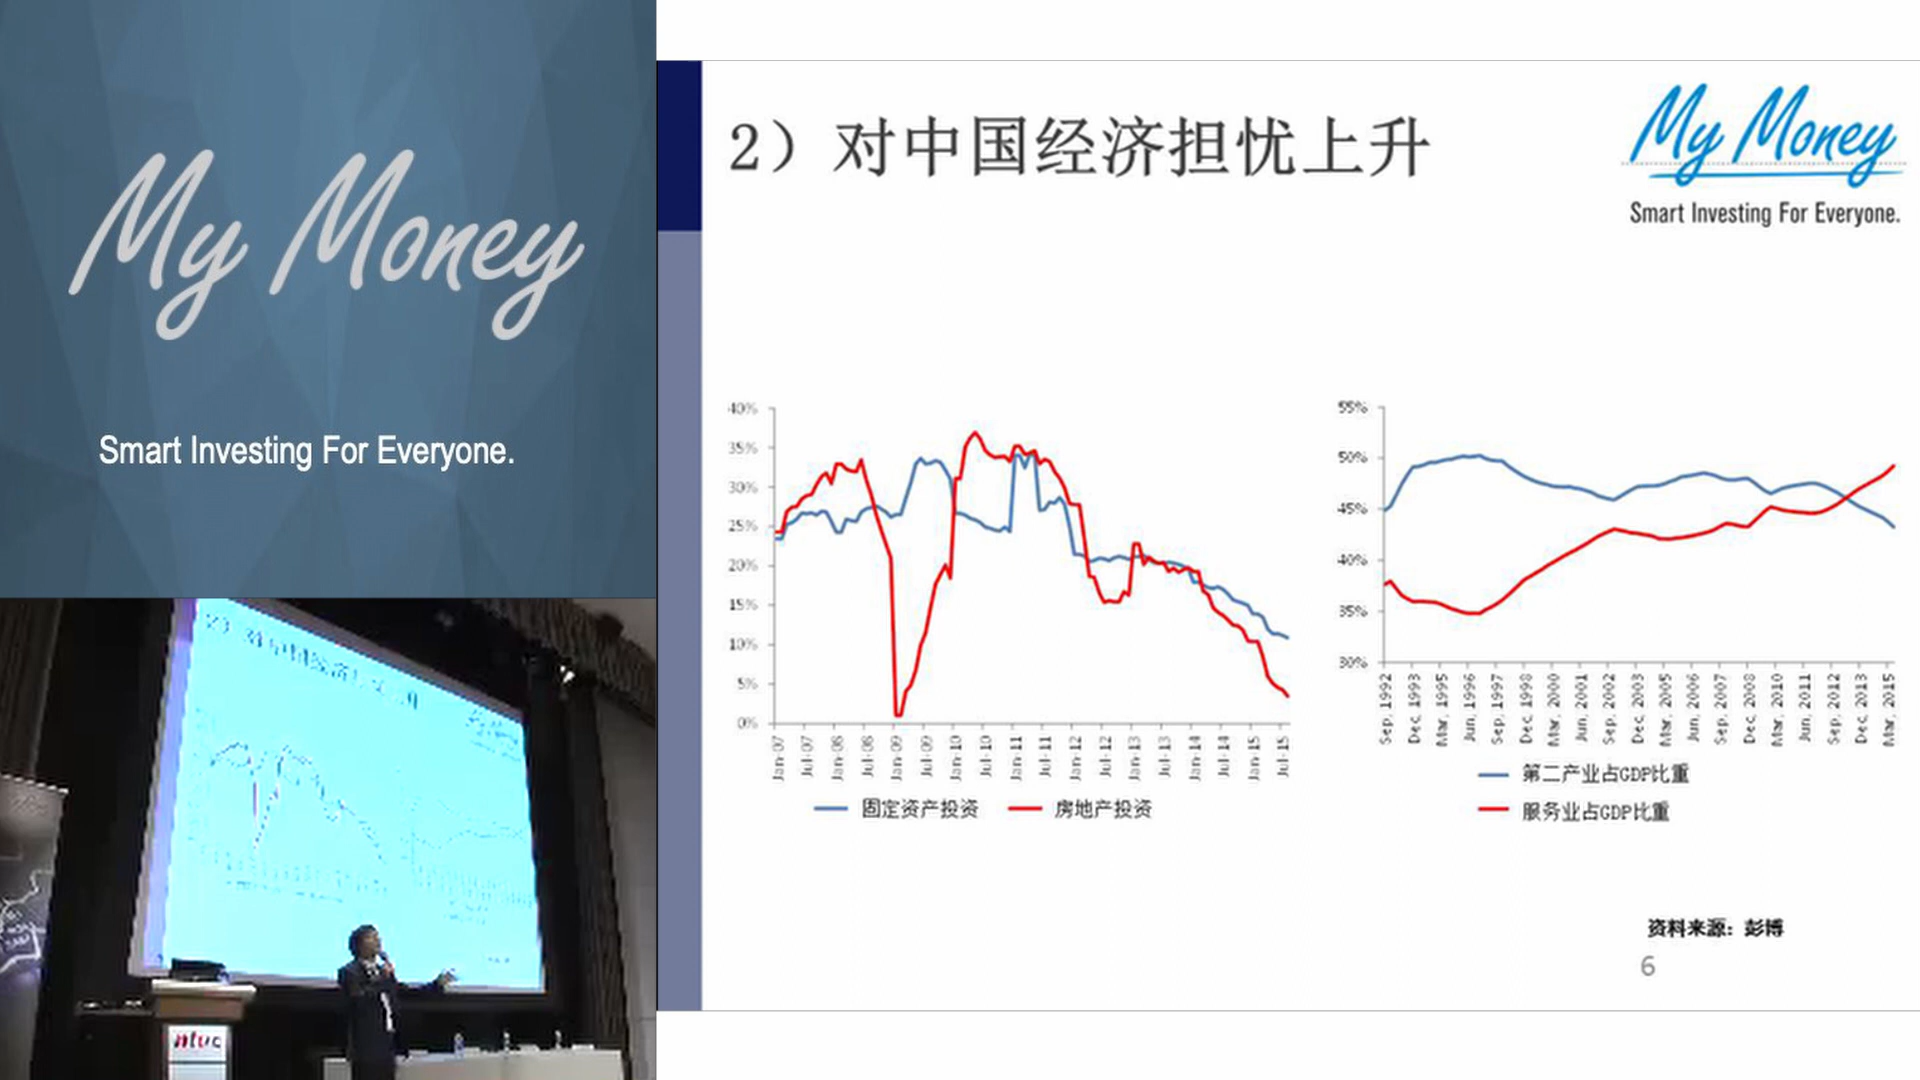 My Money
Smart Investing For Everyone.
2）对中国经济担忧上升
My Money
Smart Investing For Everyone.
40%
35%
30%
25%
20%
15%
10%
5%
0%
Jan-07
Jul-07
Jan-08
Jul-08
Jan-09
Jul-09
Jan-10
Jul-10
Jan-11
Jul-11
Jan-12
Jul-12
Jan-13
Jul-13
Jan-14
Jul-14
Jan-15
Jul-15
固定资产投资
房地产投资
55%
50%
45%
40%
35%
30%
Sep, 1992
Dec, 1993
Mar, 1995
Jun, 1996
Sep, 1997
Dec, 1998
Mar, 2000
Jun, 2001
Sep, 2002
Dec, 2003
Mar, 2005
Jun, 2006
Sep, 2007
Dec, 2008
Mar, 2010
Jun, 2011
Sep, 2012
Dec, 2013
Mar, 2015
第二产业占GDP比重
服务业占GDP比重
资料来源：彭博
6
ntuc